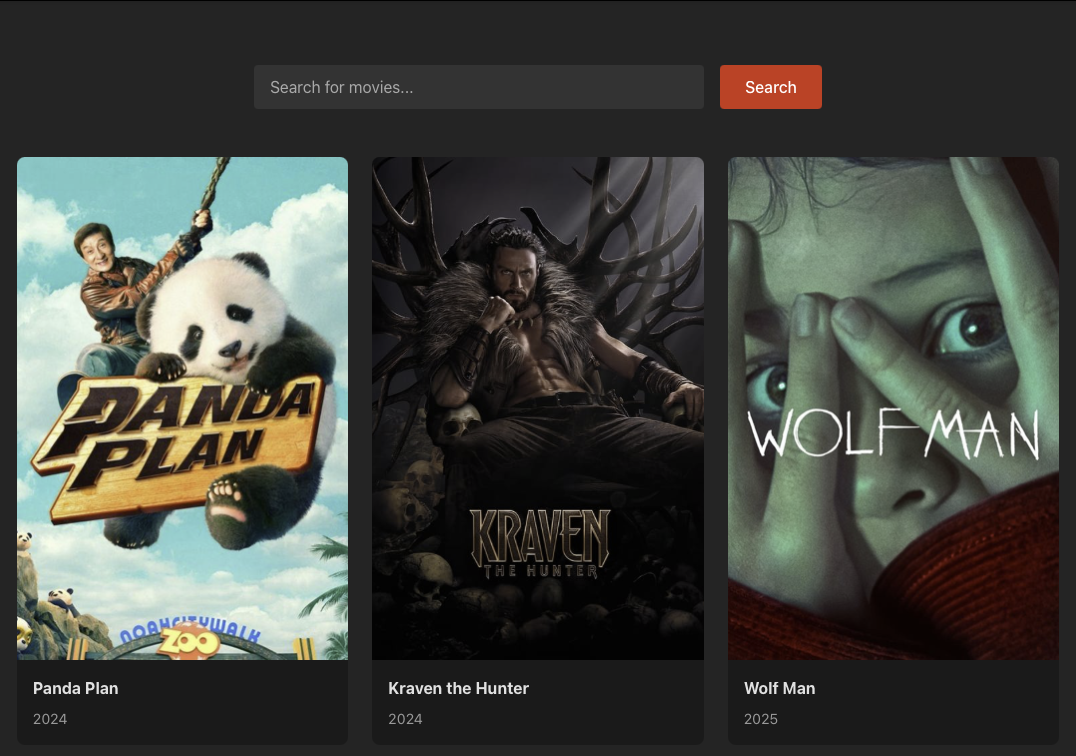 Search for movies...
Search
PANDA
PLAN
NOAHCITYWALK
ZOO
KRAVEN
THE HUNTER
WOLF MAN
Panda Plan
2024
Kraven the Hunter
2024
Wolf Man
2025